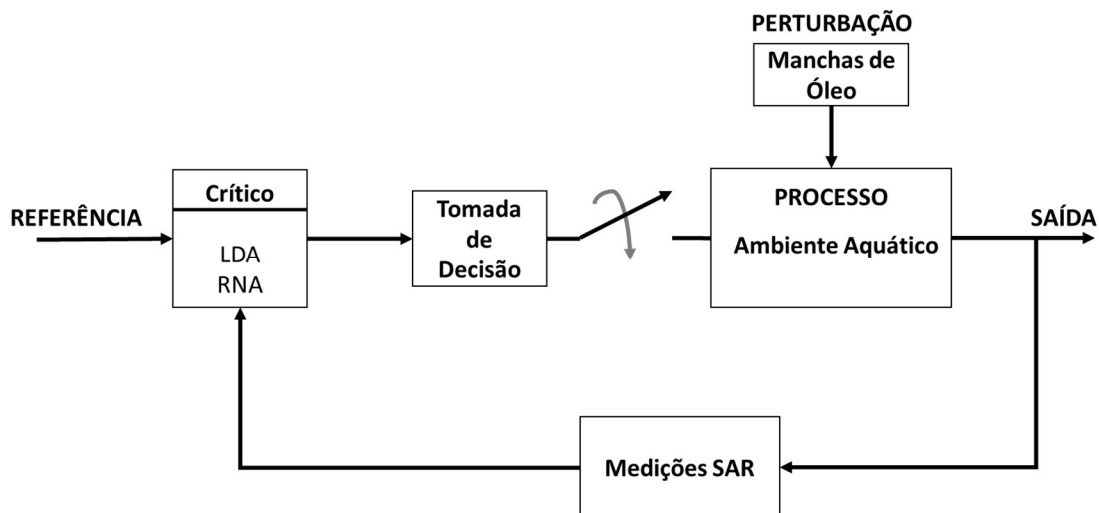 PERTURBAÇÃO
Manchas de
Óleo
REFERÊNCIA
Crítico
LDA
RNA
Tomada
de
Decisão
PROCESSO
Ambiente Aquático
SAÍDA
Medições SAR